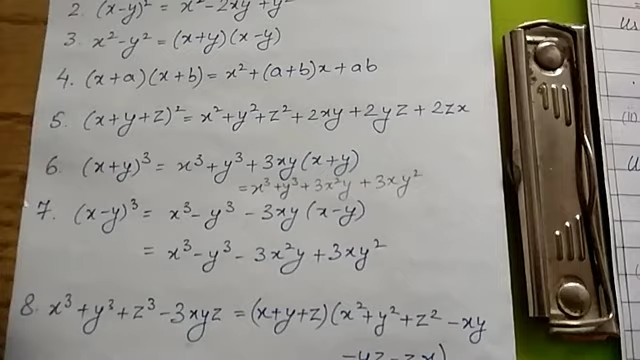 2. (x-y)² = x² - 2xy + y²
3. x² - y² = (x+y)(x-y)
4. (x+a)(x+b) = x² + (a+b)x + ab
5. (x+y+z)² = x² + y² + z² + 2xy + 2yz + 2zx
6. (x+y)³ = x³ + y³ + 3xy(x+y)
= x³ + y³ + 3x²y + 3xy²
7. (x-y)³ = x³ - y³ - 3xy(x-y)
= x³ - y³ - 3x²y + 3xy²
8. x³ + y³ + z³ - 3xyz = (x+y+z)(x² + y² + z² - xy
- yz - zx)